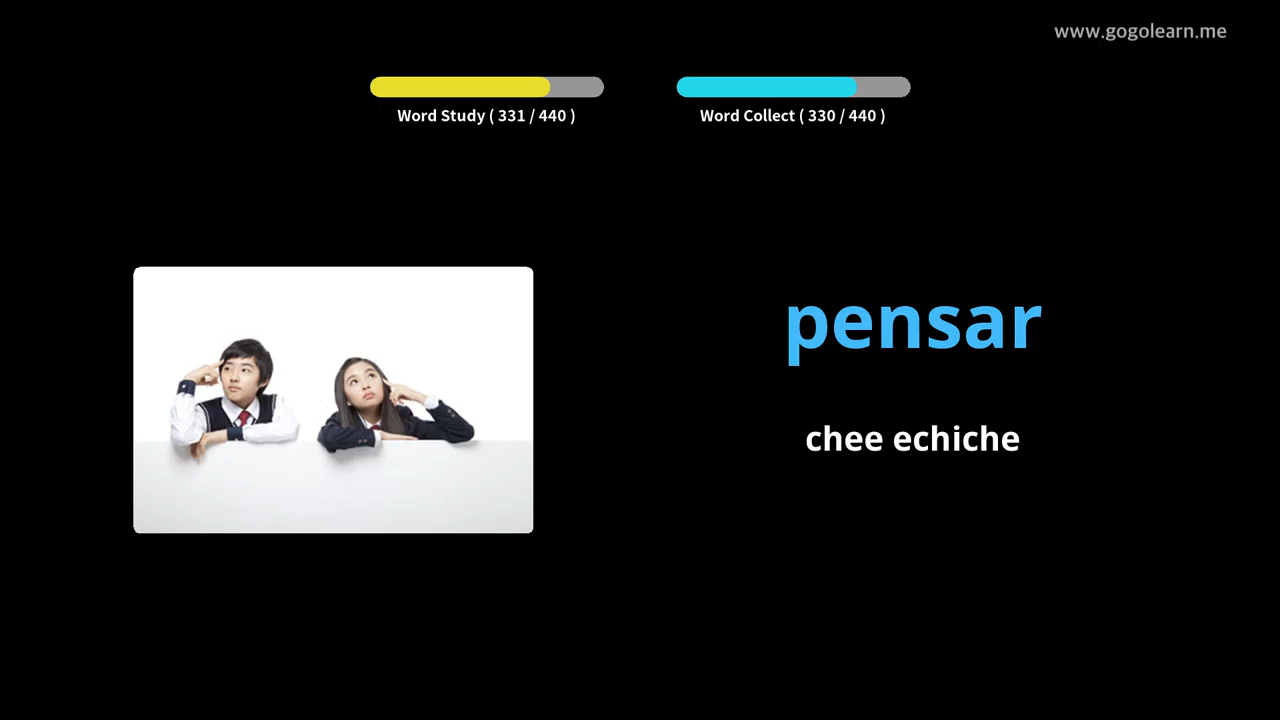 www.gogolearn.me
Word Study ( 331 / 440 )
Word Collect ( 330 / 440 )
pensar
chee echiche